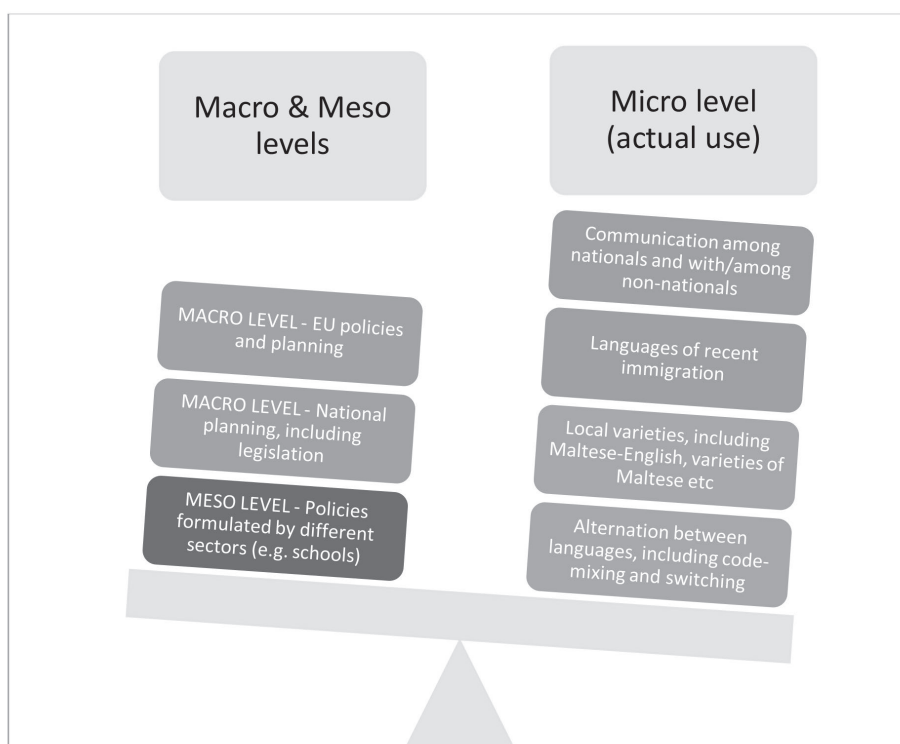 Macro & Meso
levels
MACRO LEVEL - EU policies
and planning
MACRO LEVEL - National
planning, including
legislation
MESO LEVEL - Policies
formulated by different
sectors (e.g. schools)
Micro level
(actual use)
Communication among
nationals and with/among
non-nationals
Languages of recent
immigration
Local varieties, including
Maltese-English, varieties of
Maltese etc
Alternation between
languages, including code-
mixing and switching